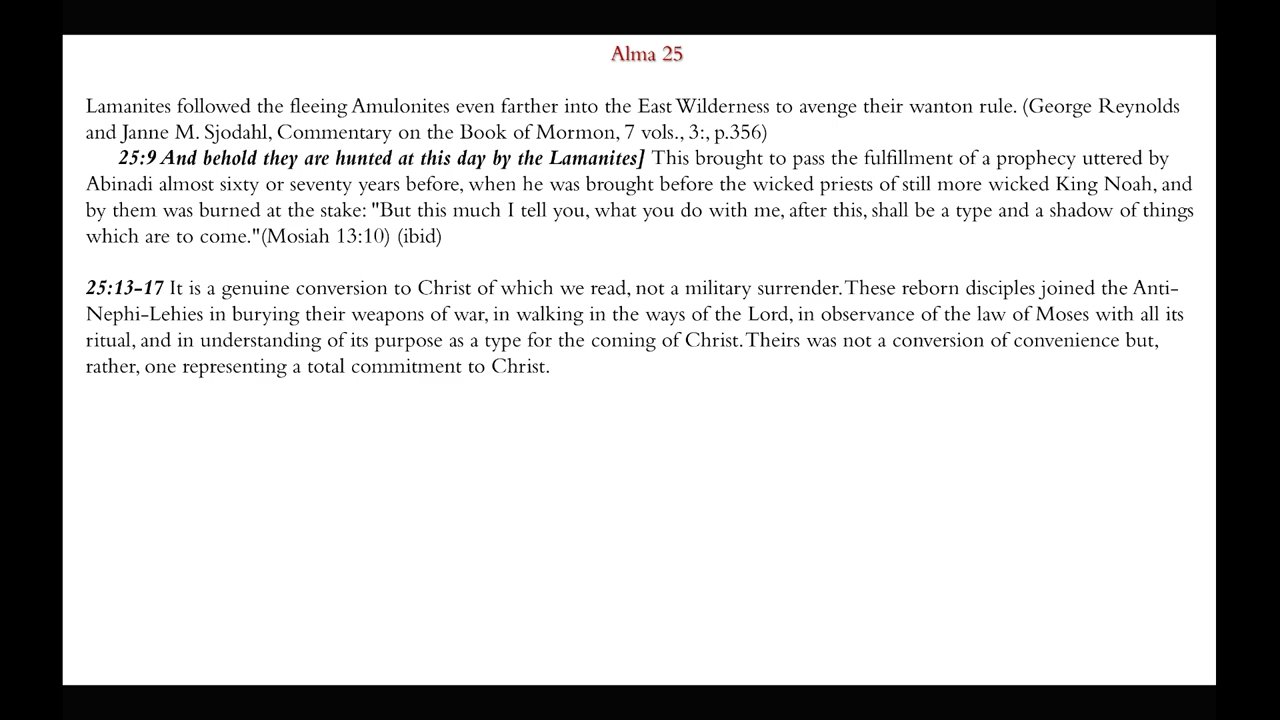 Alma 25
Lamanites followed the fleeing Amulonites even farther into the East Wilderness to avenge their wanton rule. (George Reynolds
and Janne M. Sjodahl, Commentary on the Book of Mormon, 7 vols., 3:, p.356)
25:9 And behold they are hunted at this day by the Lamanites] This brought to pass the fulfillment of a prophecy uttered by
Abinadi almost sixty or seventy years before, when he was brought before the wicked priests of still more wicked King Noah, and
by them was burned at the stake: "But this much I tell you, what you do with me, after this, shall be a type and a shadow of things
which are to come."(Mosiah 13:10) (ibid)
25:13-17 It is a genuine conversion to Christ of which we read, not a military surrender. These reborn disciples joined the Anti-
Nephi-Lehies in burying their weapons of war, in walking in the ways of the Lord, in observance of the law of Moses with all its
ritual, and in understanding of its purpose as a type for the coming of Christ. Theirs was not a conversion of convenience but,
rather, one representing a total commitment to Christ.